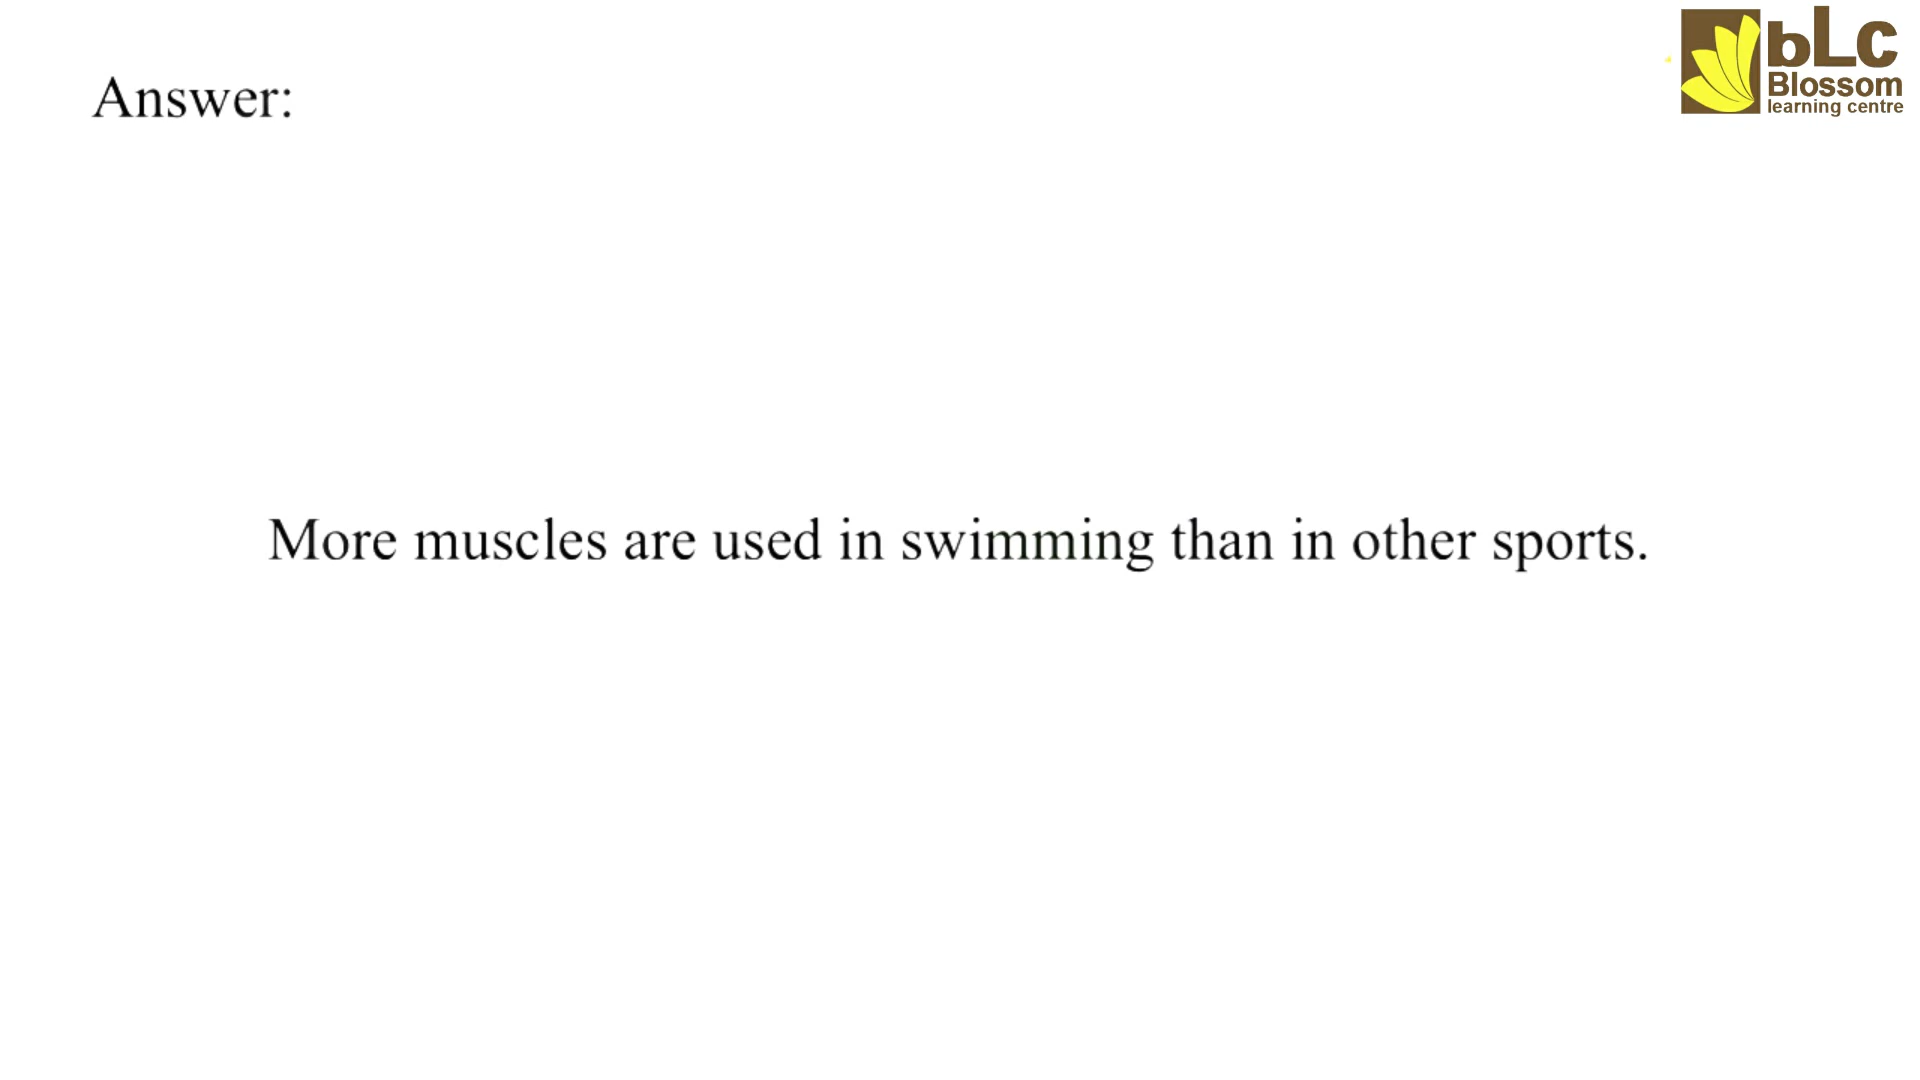 Answer:
bLc
Blossom
learning centre
More muscles are used in swimming than in other sports.